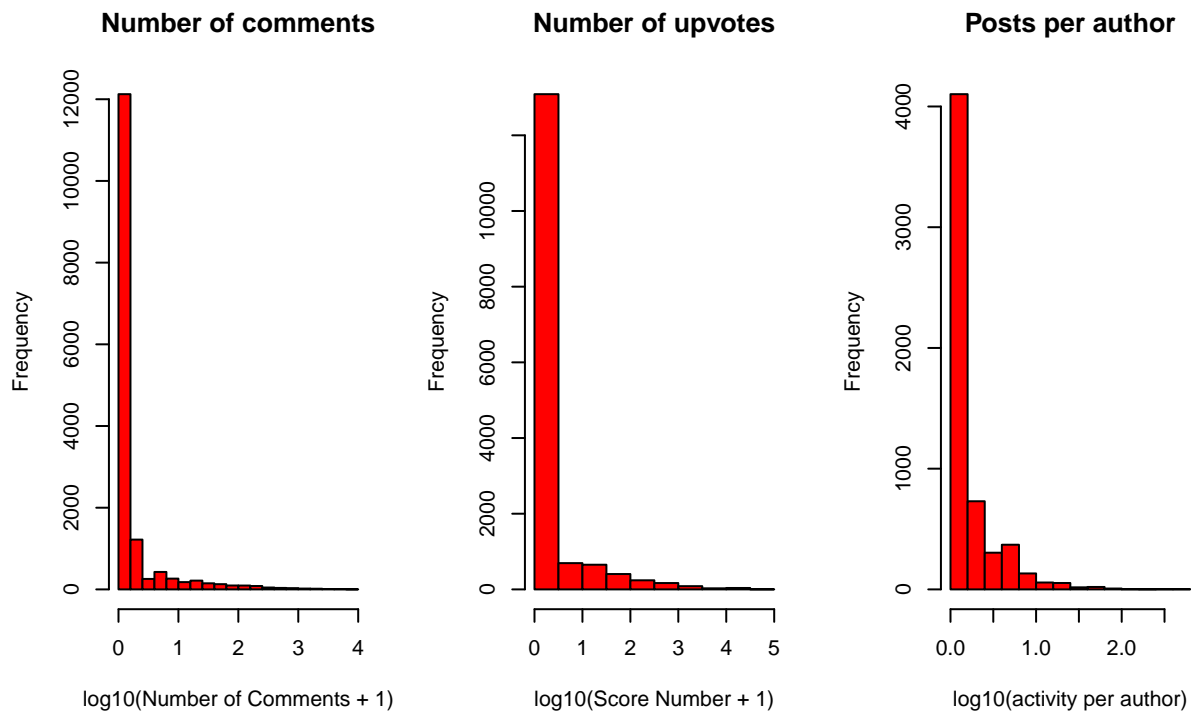 Number of comments
Frequency
0 2000 4000 6000 8000 10000 12000
0 1 2 3 4
log10(Number of Comments + 1)
Number of upvotes
Frequency
0 2000 4000 6000 8000 10000
0 1 2 3 4 5
log10(Score Number + 1)
Posts per author
Frequency
0 1000 2000 3000 4000
0.0 1.0 2.0
log10(activity per author)